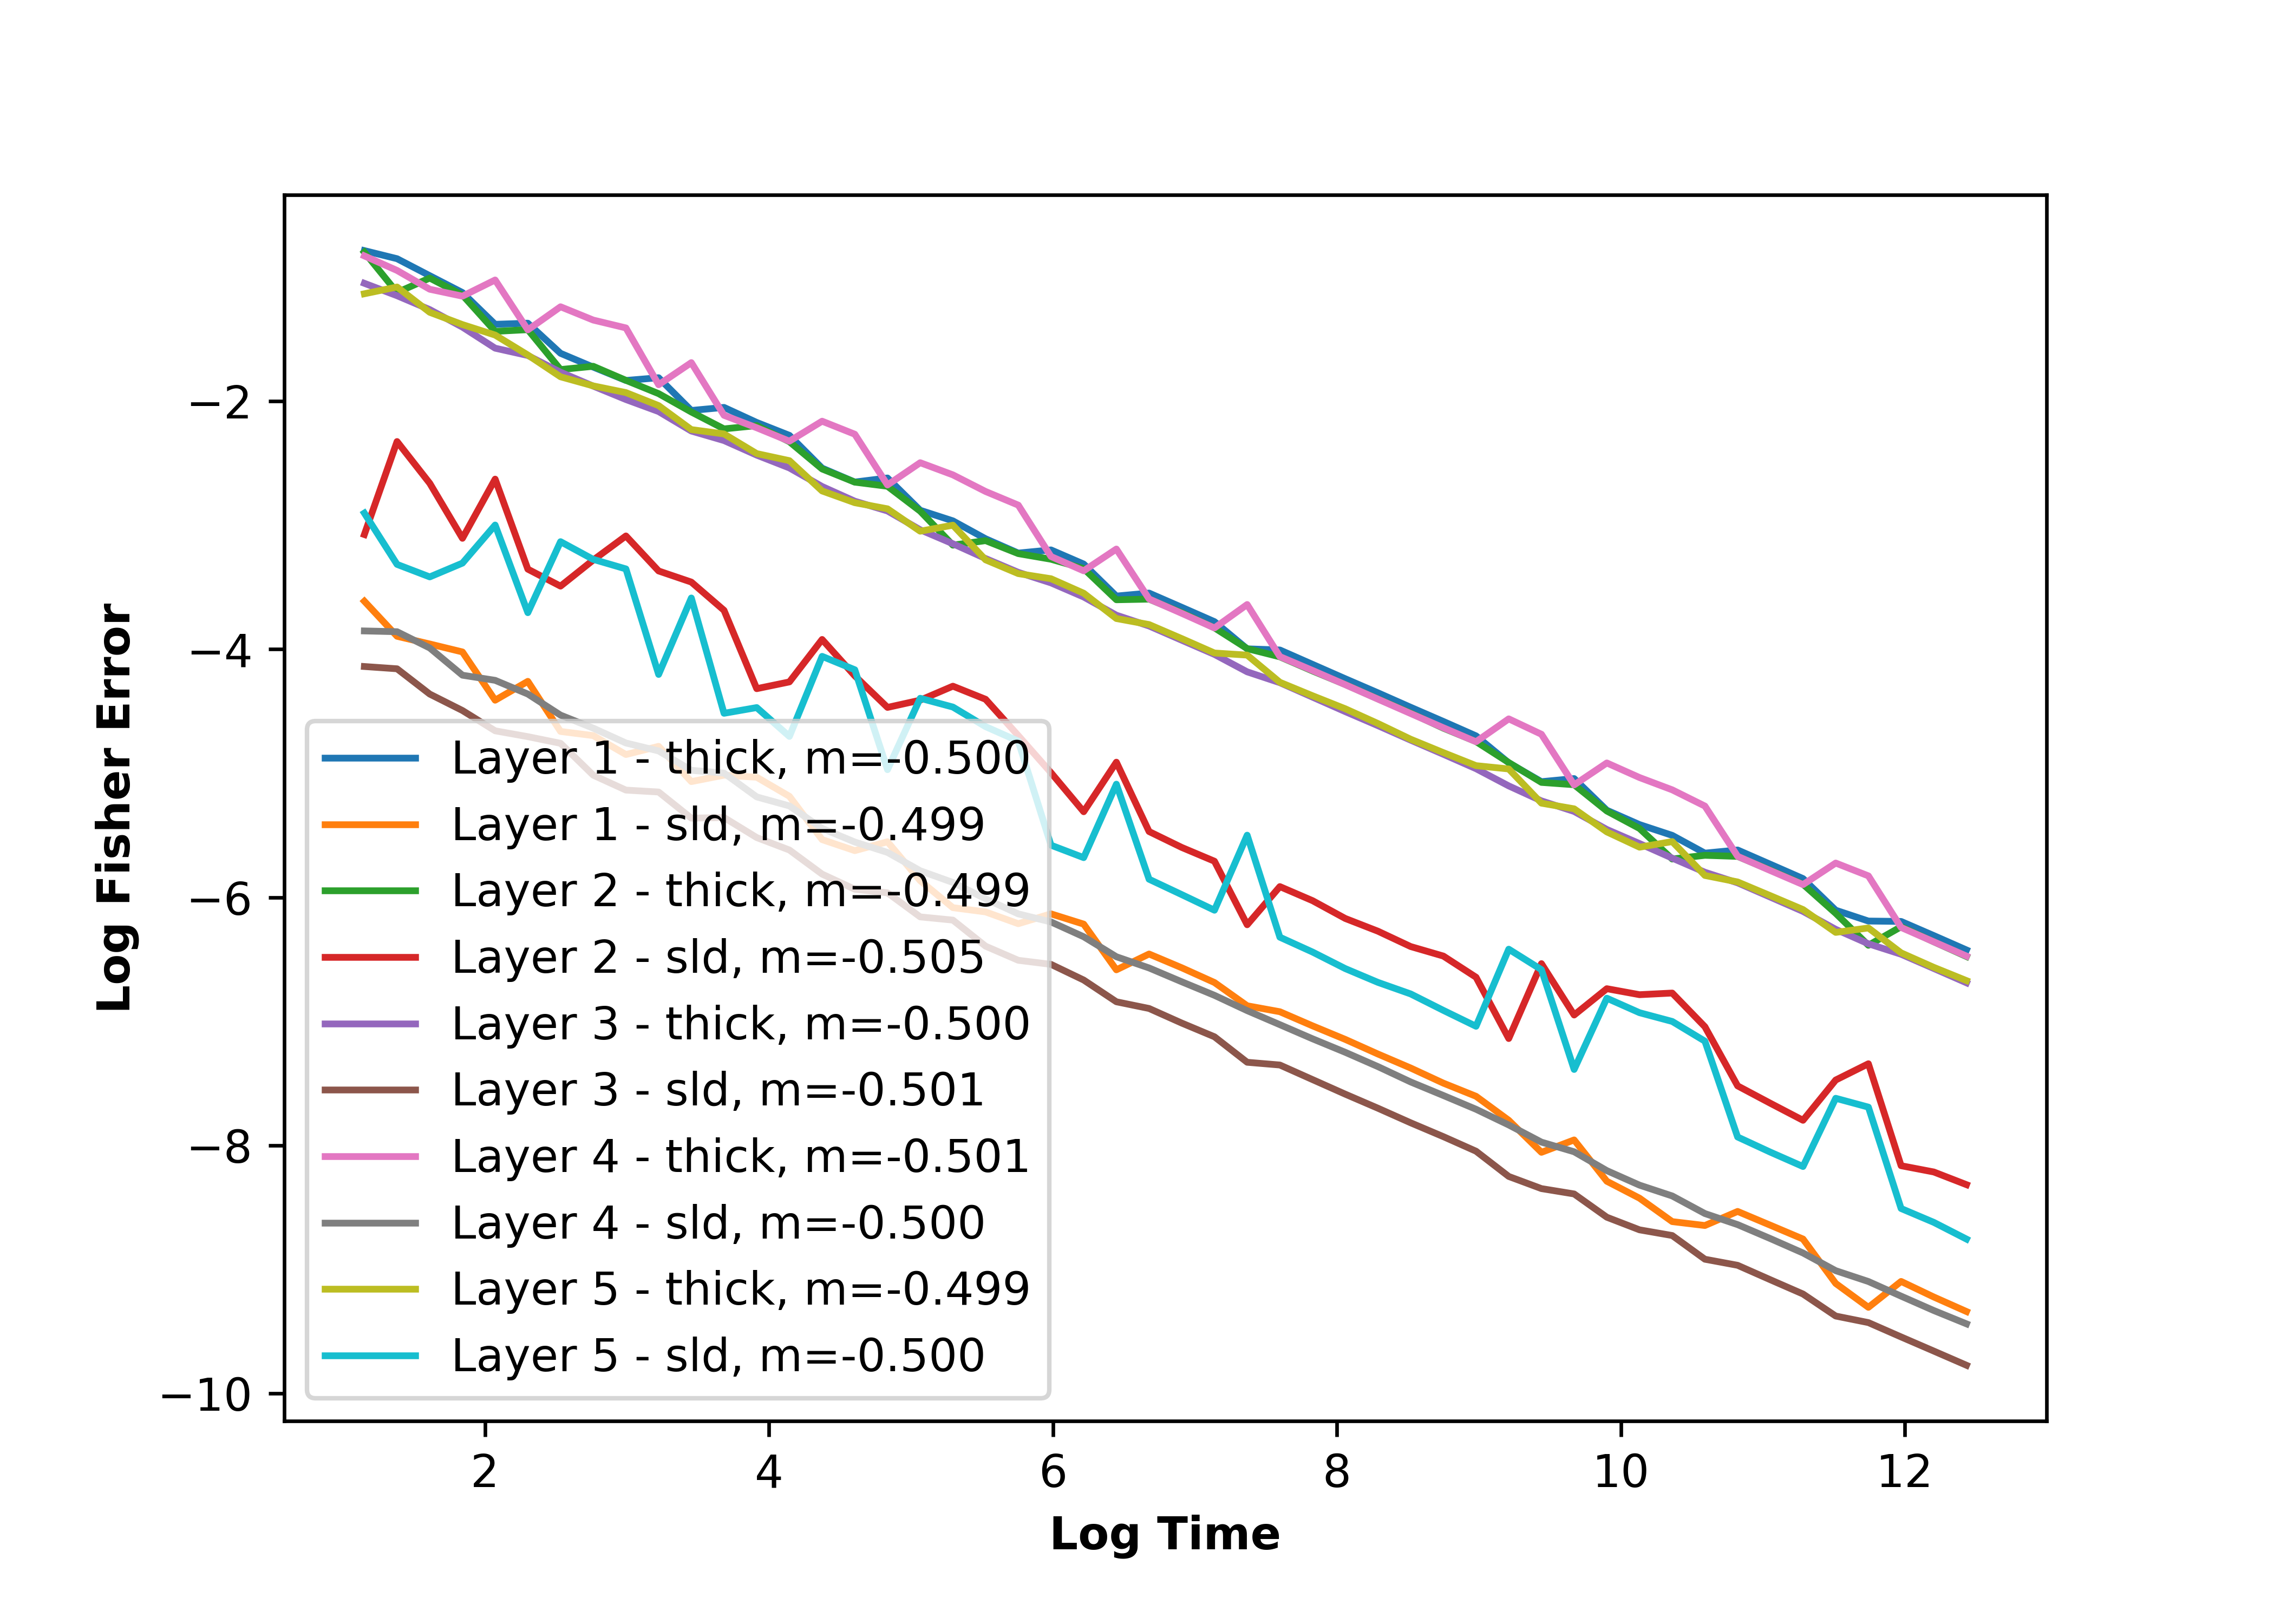 −2
−4
−6
−8
−10
Log Fisher Error
Layer 1 - thick, m=-0.500
Layer 1 - sld, m=-0.499
Layer 2 - thick, m=-0.499
Layer 2 - sld, m=-0.505
Layer 3 - thick, m=-0.500
Layer 3 - sld, m=-0.501
Layer 4 - thick, m=-0.501
Layer 4 - sld, m=-0.500
Layer 5 - thick, m=-0.499
Layer 5 - sld, m=-0.500
2 4 6 8 10 12
Log Time